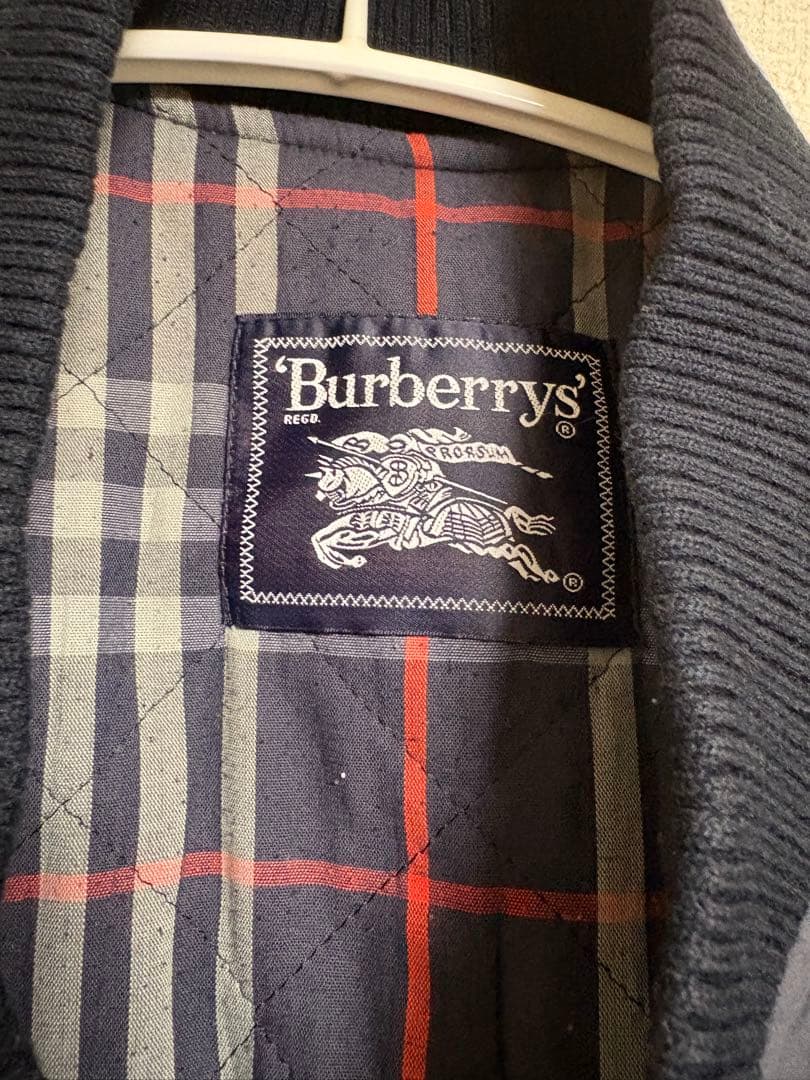 'Burberrys'
REGD.
®
PRORSUM
®